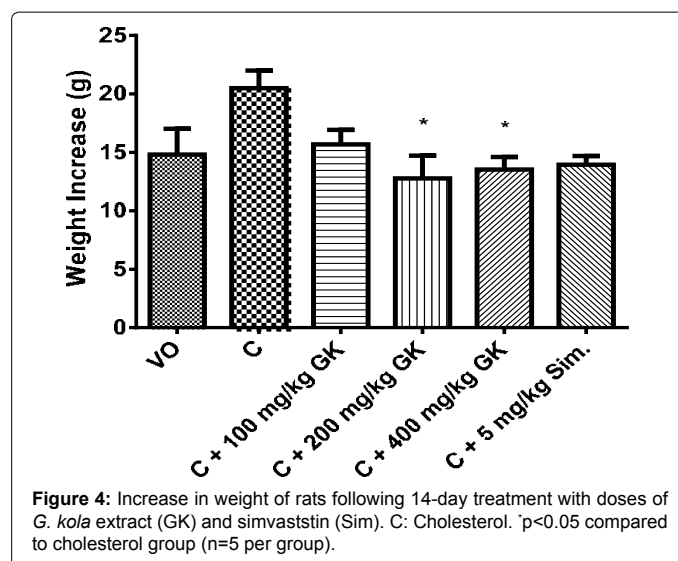 25
20
15
10
5
0
Weight Increase (g)
*
*
VO
C
C + 100 mg/kg GK
C + 200 mg/kg GK
C + 400 mg/kg GK
C + 5 mg/kg Sim.
Figure 4: Increase in weight of rats following 14-day treatment with doses of
G. kola extract (GK) and simvaststin (Sim). C: Cholesterol. *p<0.05 compared
to cholesterol group (n=5 per group).